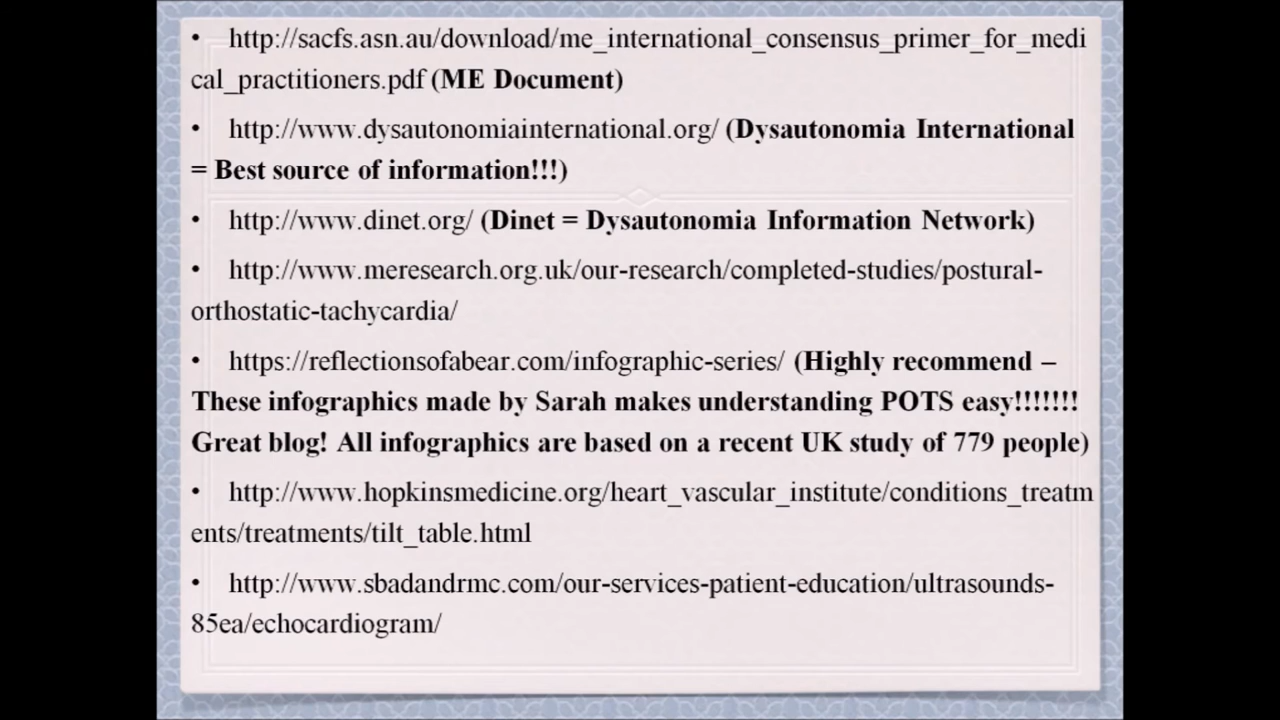 • http://sacfs.asn.au/download/me_international_consensus_primer_for_medi
cal_practitioners.pdf (ME Document)
• http://www.dysautonomiainternational.org/ (Dysautonomia International
= Best source of information!!!)
• http://www.dinet.org/ (Dinet = Dysautonomia Information Network)
• http://www.meresearch.org.uk/our-research/completed-studies/postural-
orthostatic-tachycardia/
• https://reflectionsofabear.com/infographic-series/ (Highly recommend –
These infographics made by Sarah makes understanding POTS easy!!!!!!!
Great blog! All infographics are based on a recent UK study of 779 people)
• http://www.hopkinsmedicine.org/heart_vascular_institute/conditions_treatm
ents/treatments/tilt_table.html
• http://www.sbadandrmc.com/our-services-patient-education/ultrasounds-
85ea/echocardiogram/